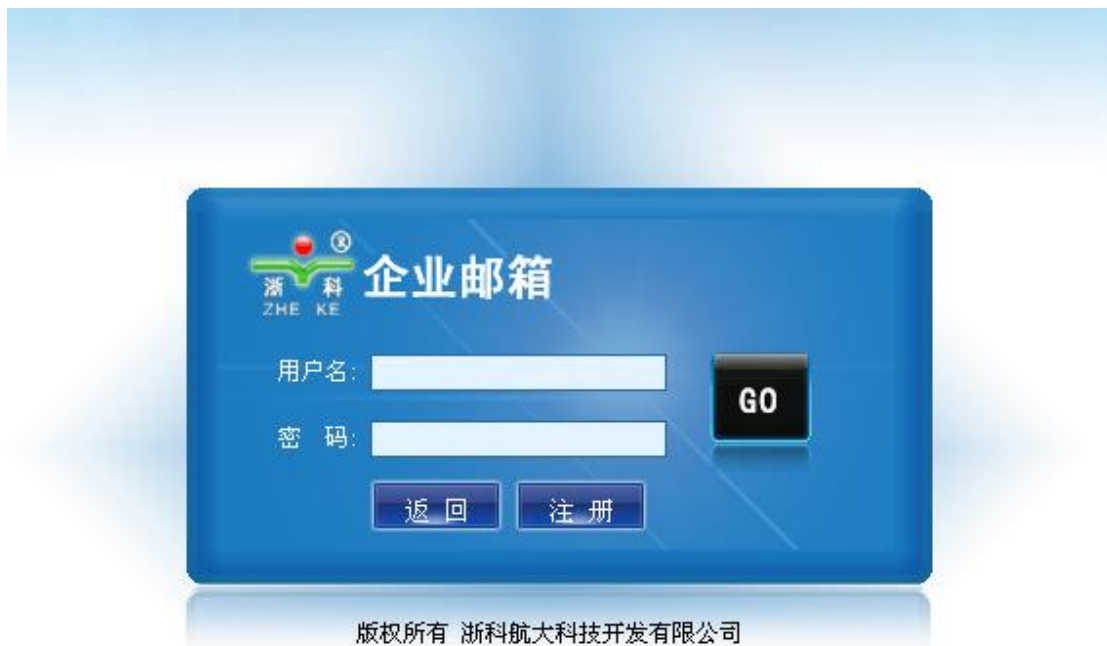 ®
浙 科
ZHE KE
企业邮箱
用户名:
GO
密 码:
返 回 注 册
版权所有 浙科航大科技开发有限公司